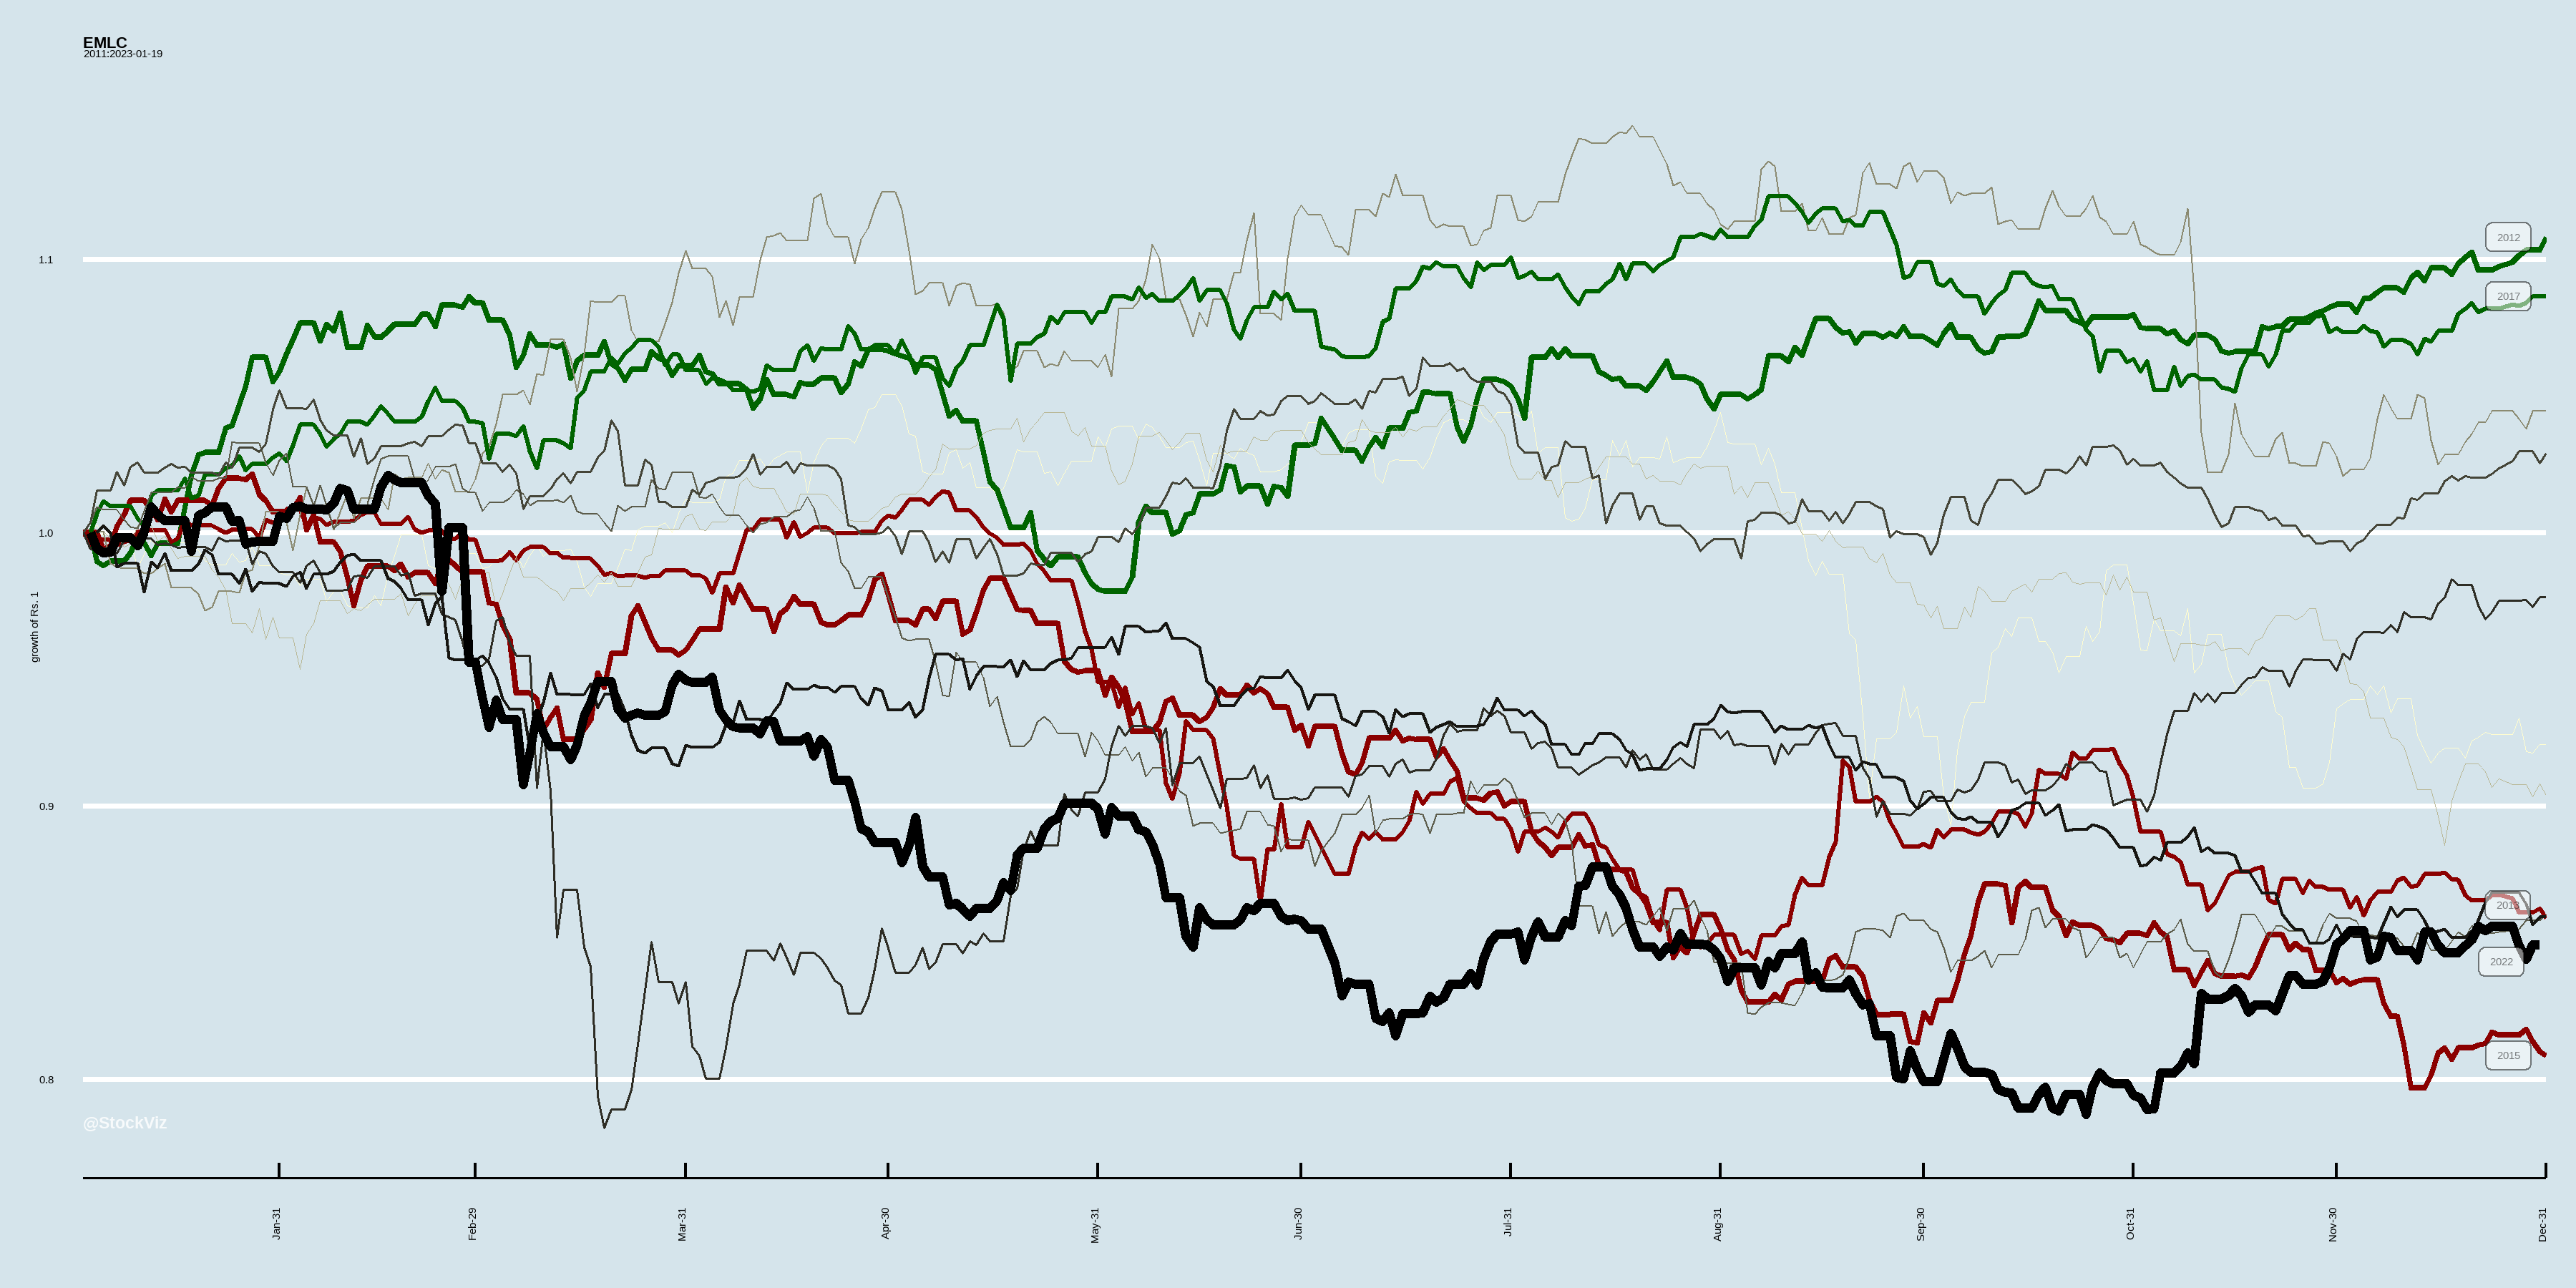 EMLC
2011:2023-01-19
1.1
1.0
0.9
0.8
growth of Rs. 1
2012
2017
2013
2022
2015
@StockViz
Jan-31
Feb-29
Mar-31
Apr-30
May-31
Jun-30
Jul-31
Aug-31
Sep-30
Oct-31
Nov-30
Dec-31